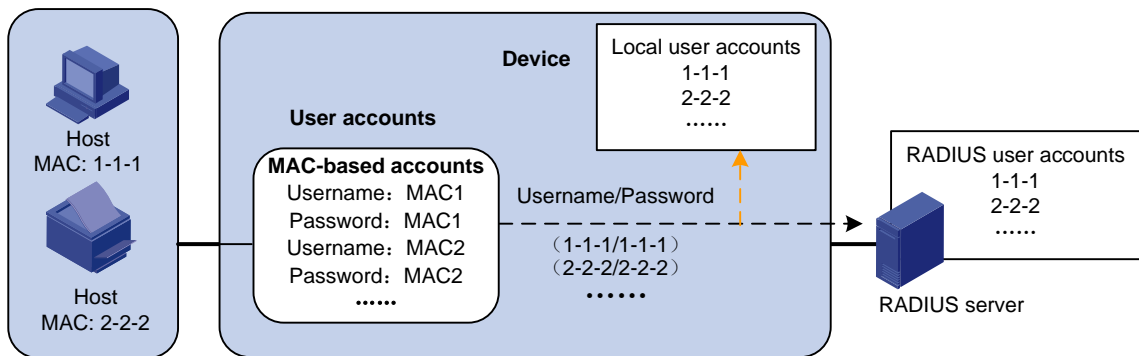 Host
MAC: 1-1-1
Host
MAC: 2-2-2
Device
User accounts
MAC-based accounts
Username：MAC1
Password：MAC1
Username：MAC2
Password：MAC2
……
Username/Password
（1-1-1/1-1-1）
（2-2-2/2-2-2）
……
Local user accounts
1-1-1
2-2-2
……
RADIUS user accounts
1-1-1
2-2-2
……
RADIUS server